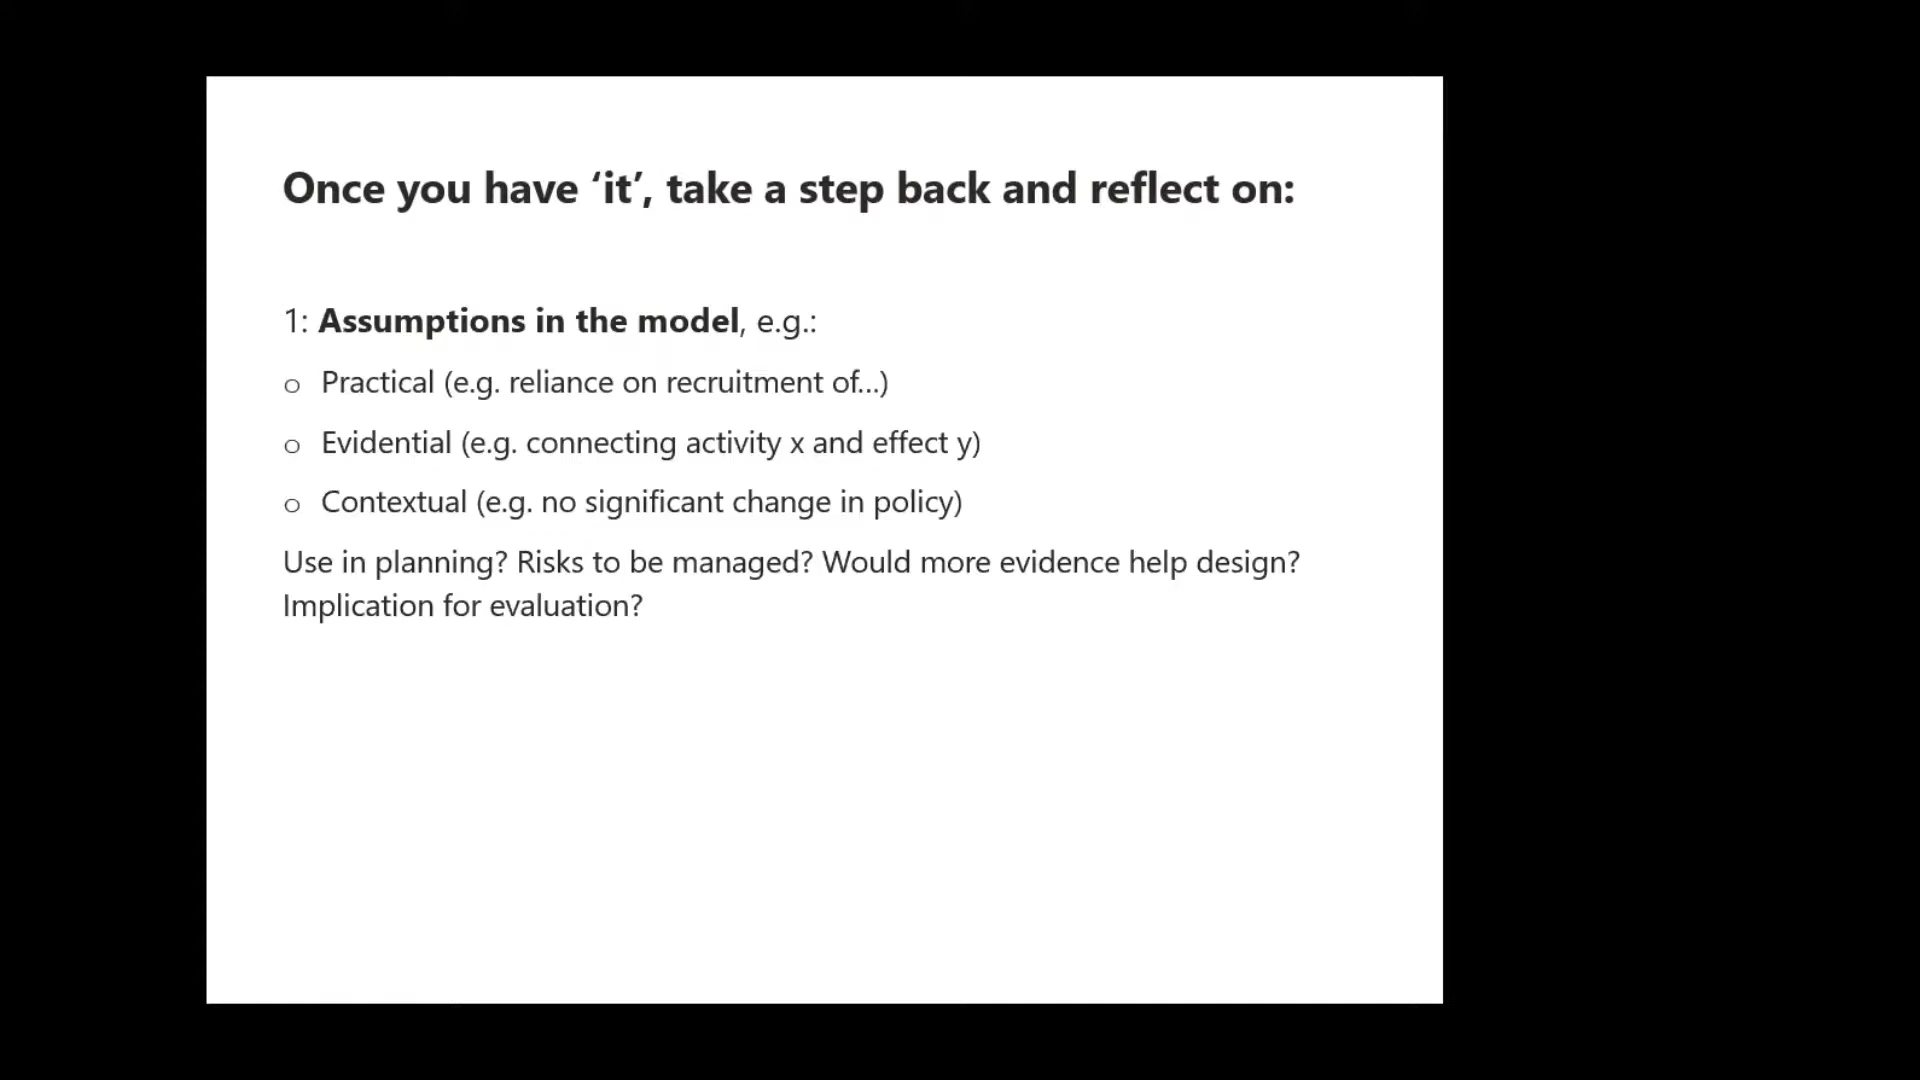 Once you have ‘it’, take a step back and reflect on:
1: Assumptions in the model, e.g.:
o Practical (e.g. reliance on recruitment of...)
o Evidential (e.g. connecting activity x and effect y)
o Contextual (e.g. no significant change in policy)
Use in planning? Risks to be managed? Would more evidence help design?
Implication for evaluation?